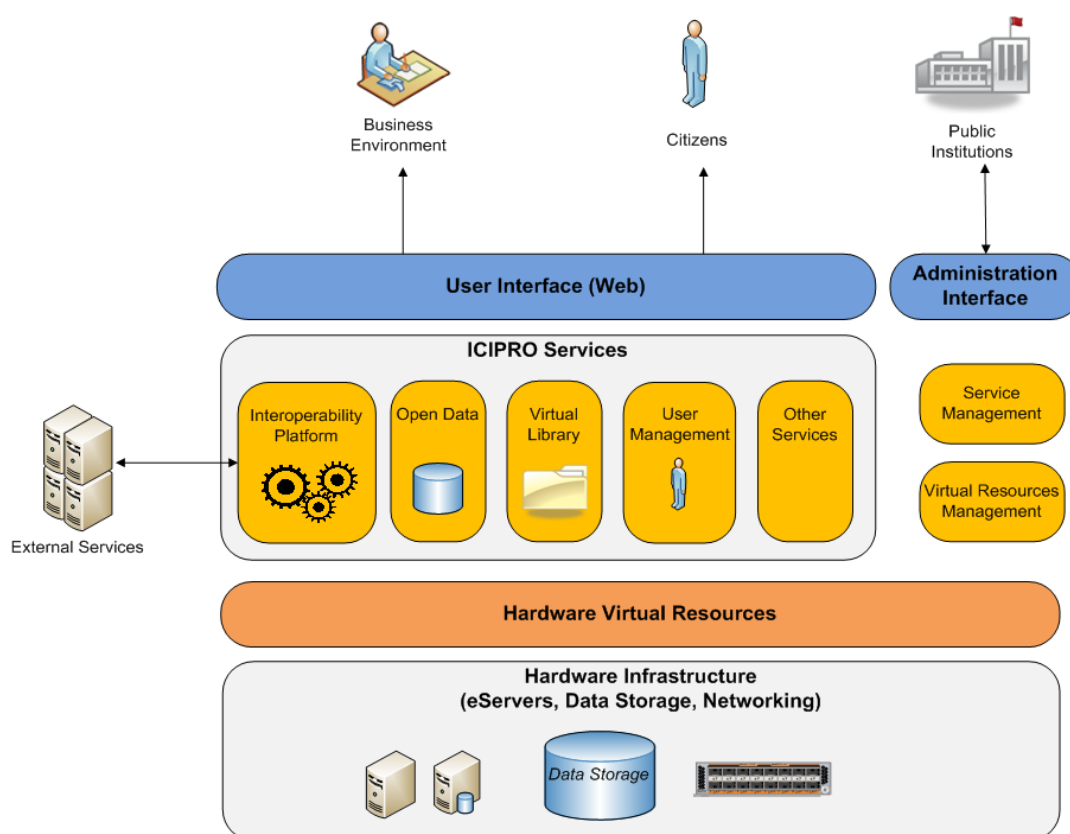 Business
Environment
Citizens
Public
Institutions
User Interface (Web)
Administration
Interface
ICIPRO Services
Interoperability
Platform
Open Data
Virtual
Library
User
Management
Other
Services
Service
Management
Virtual Resources
Management
External Services
Hardware Virtual Resources
Hardware Infrastructure
(eServers, Data Storage, Networking)
Data Storage